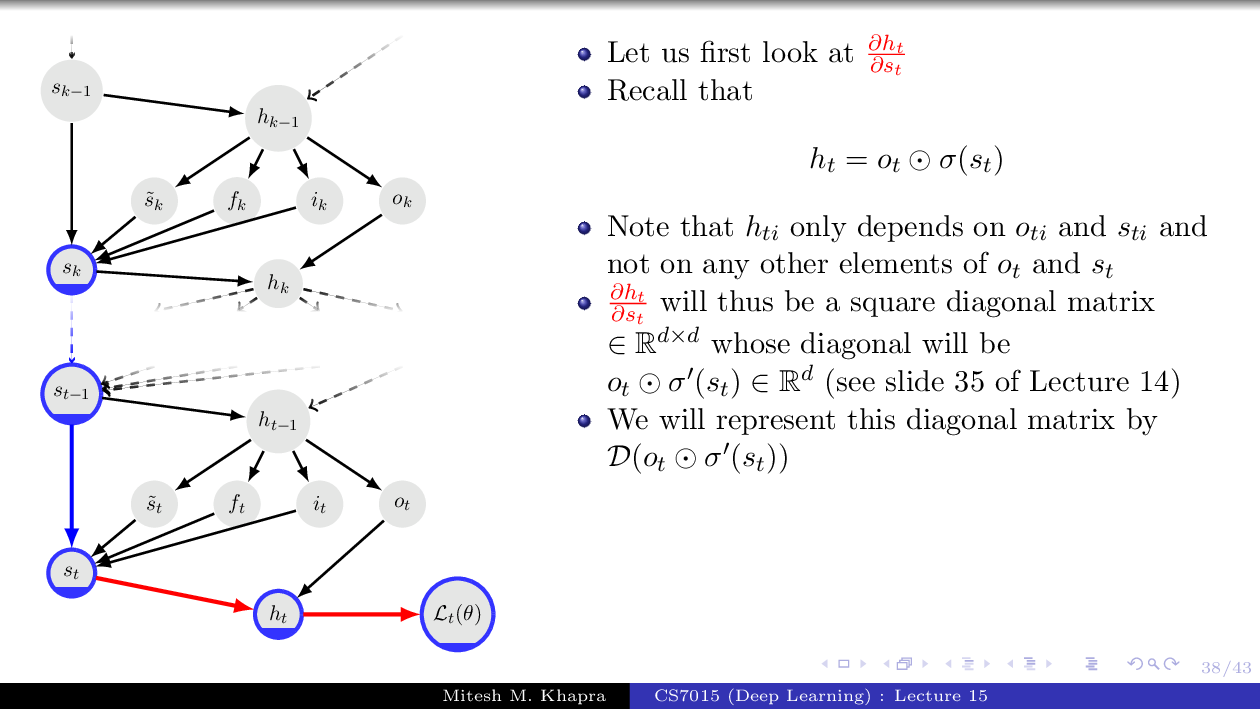 s_{k−1}
h_{k−1}
s̃_k f_k i_k o_k
s_k
h_k
s_{t−1}
h_{t−1}
s̃_t f_t i_t o_t
s_t
h_t
ℒ_t(θ)
Let us first look at ∂h_t/∂s_t
Recall that
h_t = o_t ⊙ σ(s_t)
Note that h_{ti} only depends on o_{ti} and s_{ti} and
not on any other elements of o_t and s_t
∂h_t/∂s_t will thus be a square diagonal matrix
∈ ℝ^{d×d} whose diagonal will be
o_t ⊙ σ′(s_t) ∈ ℝ^d (see slide 35 of Lecture 14)
We will represent this diagonal matrix by
𝒟(o_t ⊙ σ′(s_t))
38/43
Mitesh M. Khapra
CS7015 (Deep Learning) : Lecture 15